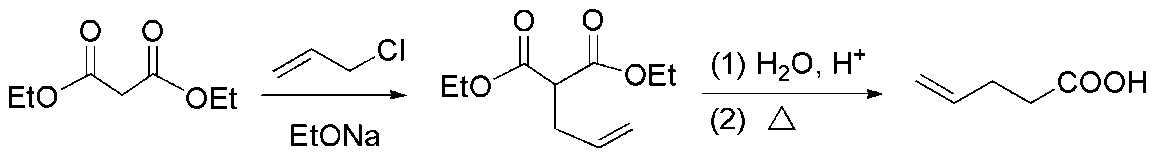 O O
EtO OEt
Cl
EtONa
O O
EtO OEt
(1) H₂O, H⁺
(2) △
COOH